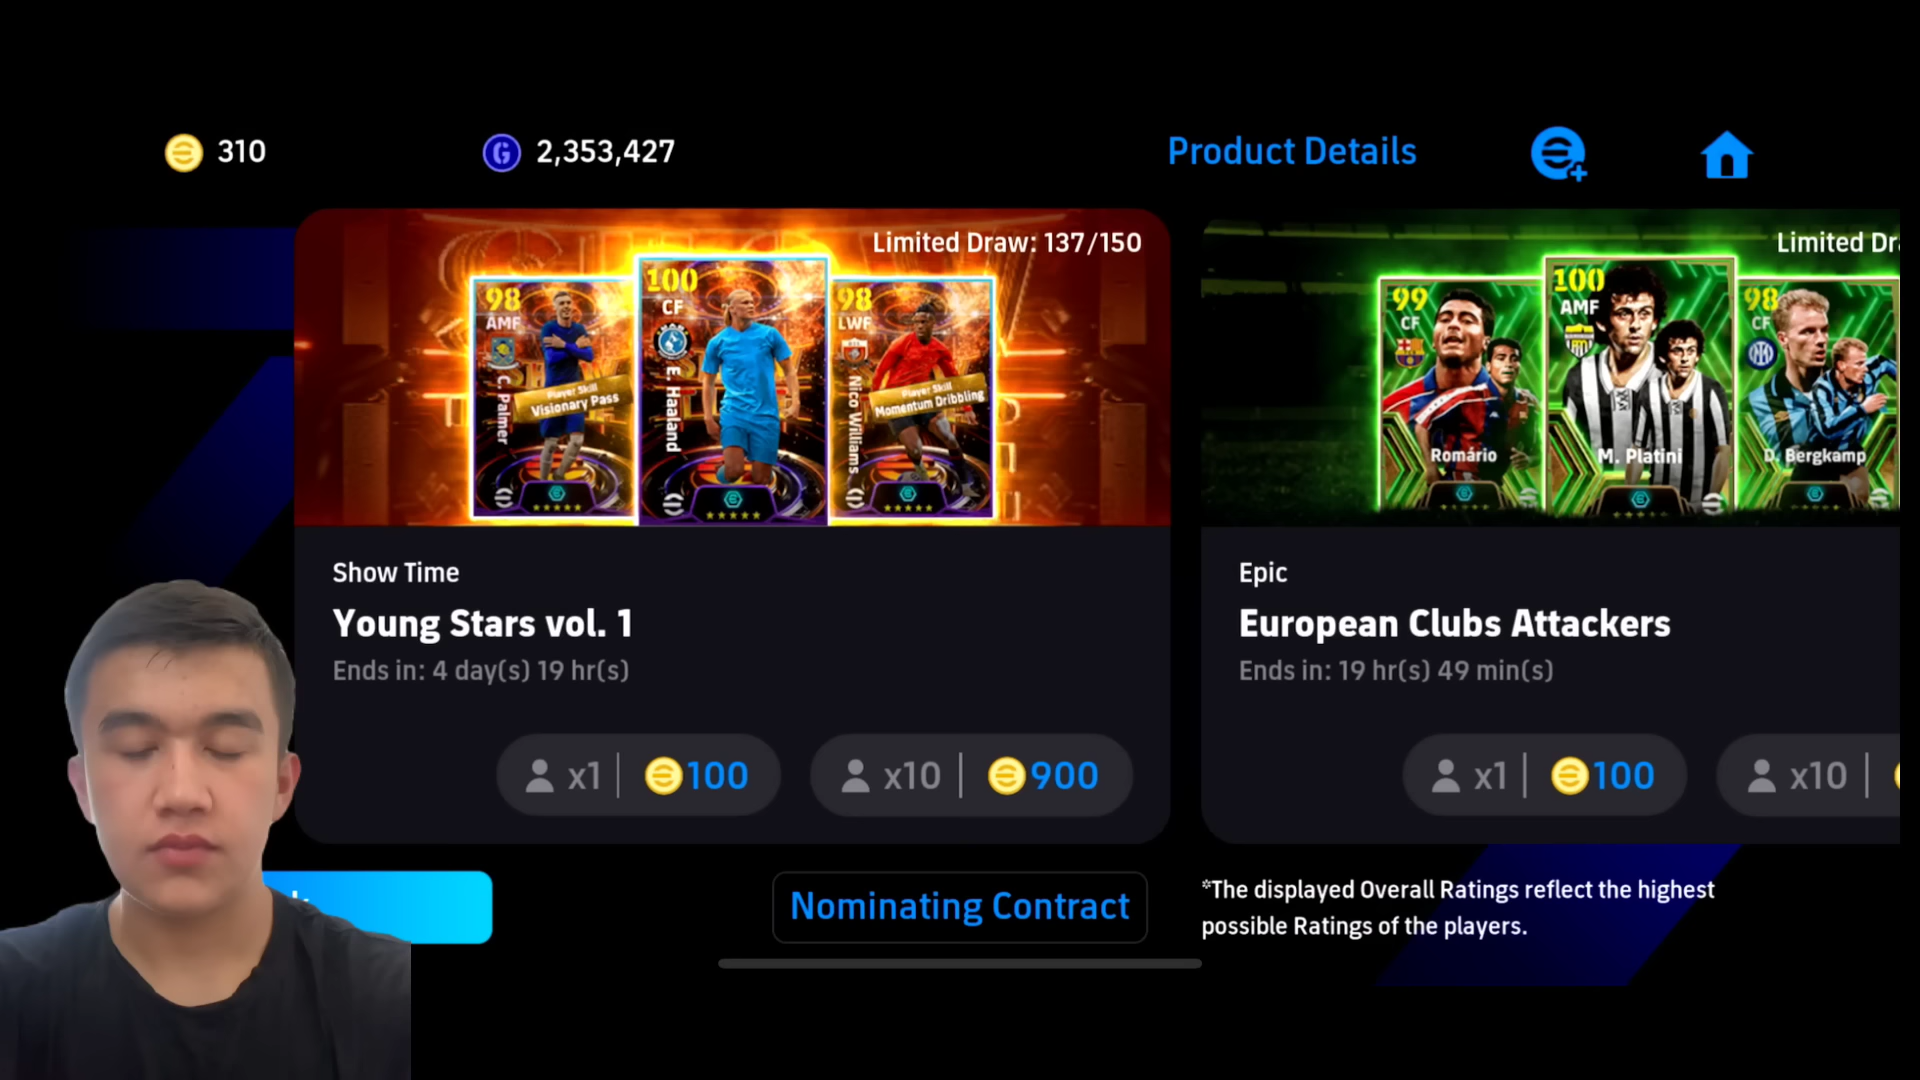 310
2,353,427
Product Details
Limited Draw: 137/150
98
AMF
C. Palmer
Player Skill
Visionary Pass
100
CF
E. Haaland
98
LWF
Nico Williams
Player Skill
Momentum Dribbling
Show Time
Young Stars vol. 1
Ends in: 4 day(s) 19 hr(s)
x1 | 100
x10 | 900
Limited Dr
99
CF
Romário
100
AMF
M. Platini
98
CF
D. Bergkamp
Epic
European Clubs Attackers
Ends in: 19 hr(s) 49 min(s)
x1 | 100
x10 |
Nominating Contract
*The displayed Overall Ratings reflect the highest
possible Ratings of the players.